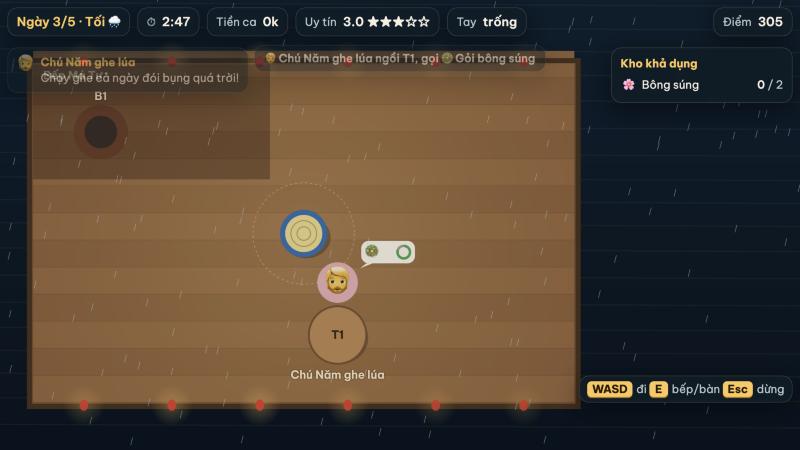 Ngày 3/5 · Tối
2:47
Tiền ca 0k
Uy tín 3.0 ★★★☆☆
Tay trống
Điểm 305
Chú Năm ghe lúa
Chạy ghe cả ngày đói bụng quá trời!
Chú Năm ghe lúa ngồi T1, gọi Gỏi bông súng
Kho khả dụng
Bông súng 0 / 2
B1
T1
Chú Năm ghe lúa
WASD đi E bếp/bàn Esc dừng